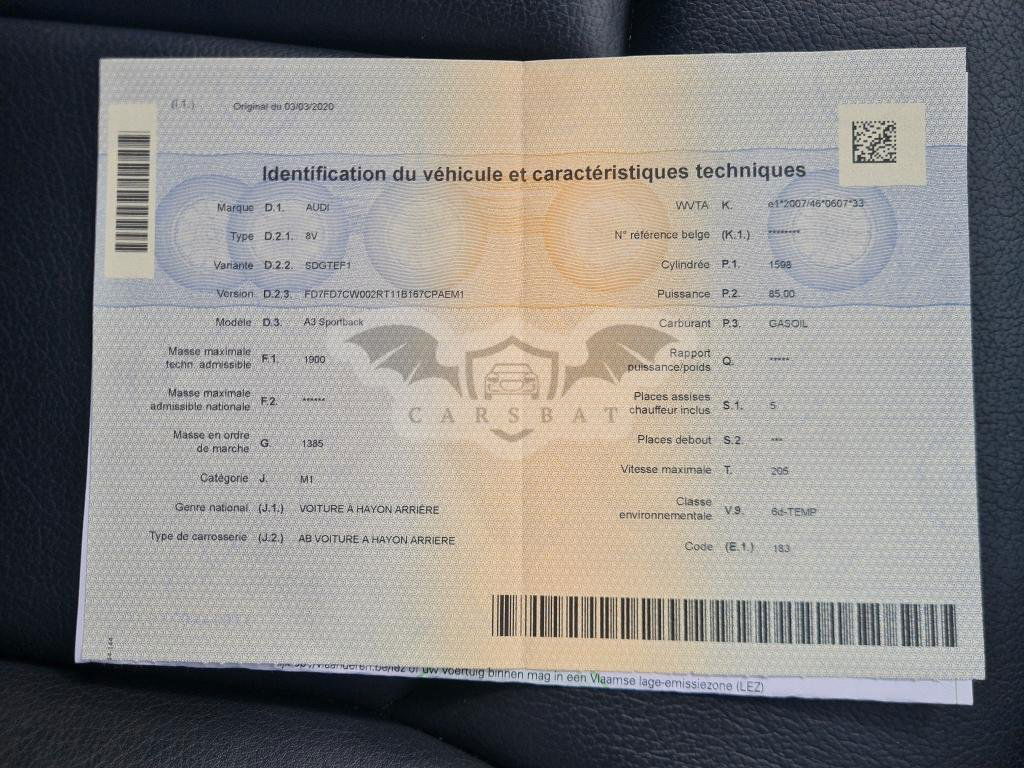 (I.1.) Original du 03/03/2020
Identification du véhicule et caractéristiques techniques
Marque D.1. AUDI
Type D.2.1. 8V
Variante D.2.2. SDGTEF1
Version D.2.3. FD7FD7CW002RT11B167CPAEM1
Modèle D.3. A3 Sportback
Masse maximale
techn. admissible F.1. 1900
Masse maximale
admissible nationale F.2. ******
Masse en ordre
de marche G. 1385
Catégorie J. M1
Genre national (J.1.) VOITURE A HAYON ARRIÈRE
Type de carrosserie (J.2.) AB VOITURE A HAYON ARRIERE
WVTA K. e1*2007/46*0607*33
N° référence belge (K.1.) ********
Cylindrée P.1. 1598
Puissance P.2. 85.00
Carburant P.3. GASOIL
Rapport
puissance/poids Q. *****
Places assises
chauffeur inclus S.1. 5
Places debout S.2. ***
Vitesse maximale T. 205
Classe
environnementale V.9. 6d-TEMP
Code (E.1.) 183
CARSBAT
of uw voertuig binnen mag in een Vlaamse lage-emissiezone (LEZ)